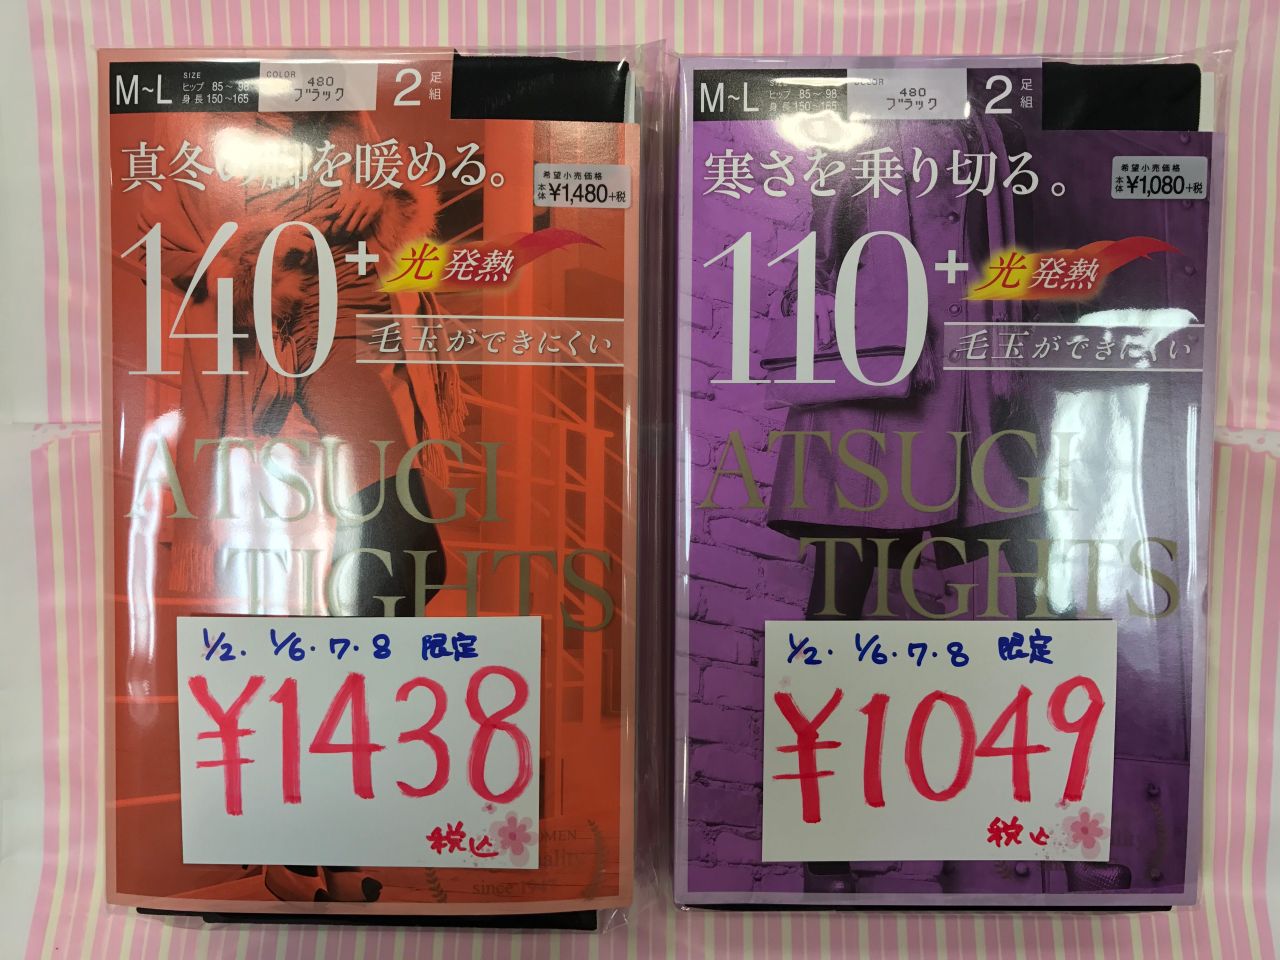 M~L
SIZE
ヒップ 85~98
身長 150~165
COLOR
480
ブラック
2足組
真冬の脚を暖める。
希望小売価格
本体 ¥1,480+税
140+
光発熱
毛玉ができにくい
ATSUGI
TIGHTS
1/2. 1/6.7.8 限定
¥1438
税込
since
M~L
SIZE
ヒップ 85~98
身長 150~165
COLOR
480
ブラック
2足組
寒さを乗り切る。
希望小売価格
本体 ¥1,080+税
110+
光発熱
毛玉ができにくい
ATSUGI
TIGHTS
1/2. 1/6.7.8 限定
¥1049
税込